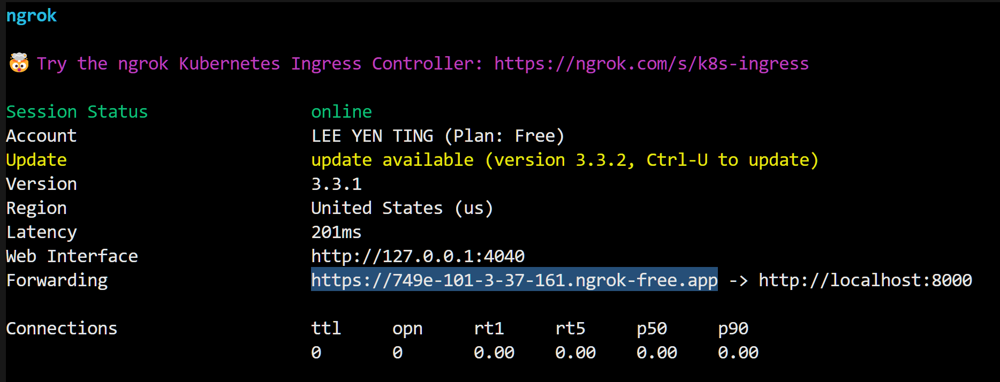 ngrok
🤯 Try the ngrok Kubernetes Ingress Controller: https://ngrok.com/s/k8s-ingress
Session Status online
Account LEE YEN TING (Plan: Free)
Update update available (version 3.3.2, Ctrl-U to update)
Version 3.3.1
Region United States (us)
Latency 201ms
Web Interface http://127.0.0.1:4040
Forwarding https://749e-101-3-37-161.ngrok-free.app -> http://localhost:8000
Connections ttl opn rt1 rt5 p50 p90
0 0 0.00 0.00 0.00 0.00